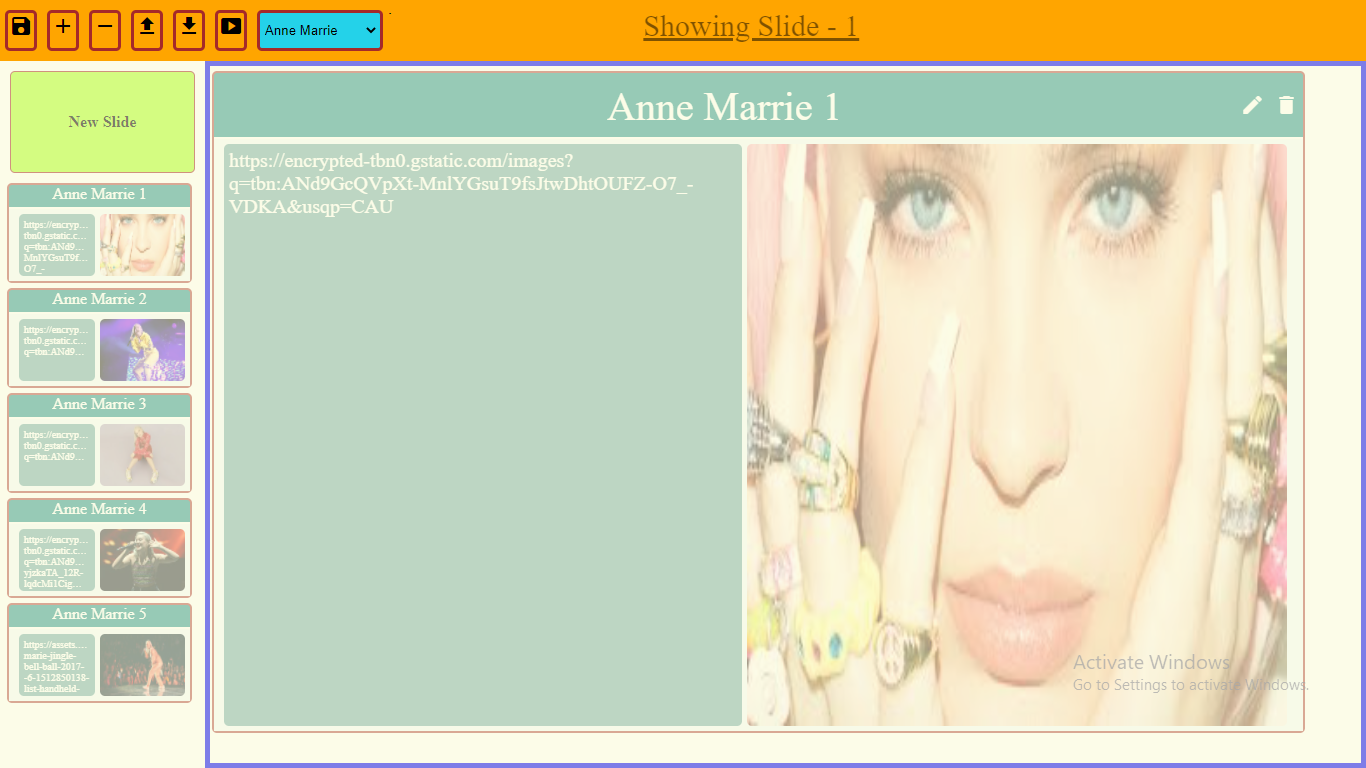 Anne Marrie
Showing Slide - 1
New Slide
Anne Marrie 1
https://encryp...
tbn0.gstatic.c...
q=tbn:ANd9...
MnlYGsuT9f...
O7_-
Anne Marrie 2
https://encryp...
tbn0.gstatic.c...
q=tbn:ANd9...
Anne Marrie 3
https://encryp...
tbn0.gstatic.c...
q=tbn:ANd9...
Anne Marrie 4
https://encryp...
tbn0.gstatic.c...
q=tbn:ANd9...
yjzkaTA_12R-
lqdcMi1Cig...
Anne Marrie 5
https://assets....
marie-jingle-
bell-ball-2017-
-6-1512850138-
list-handheld-
Anne Marrie 1
https://encrypted-tbn0.gstatic.com/images?
q=tbn:ANd9GcQVpXt-MnlYGsuT9fsJtwDhtOUFZ-O7_-
VDKA&usqp=CAU
Activate Windows
Go to Settings to activate Windows.